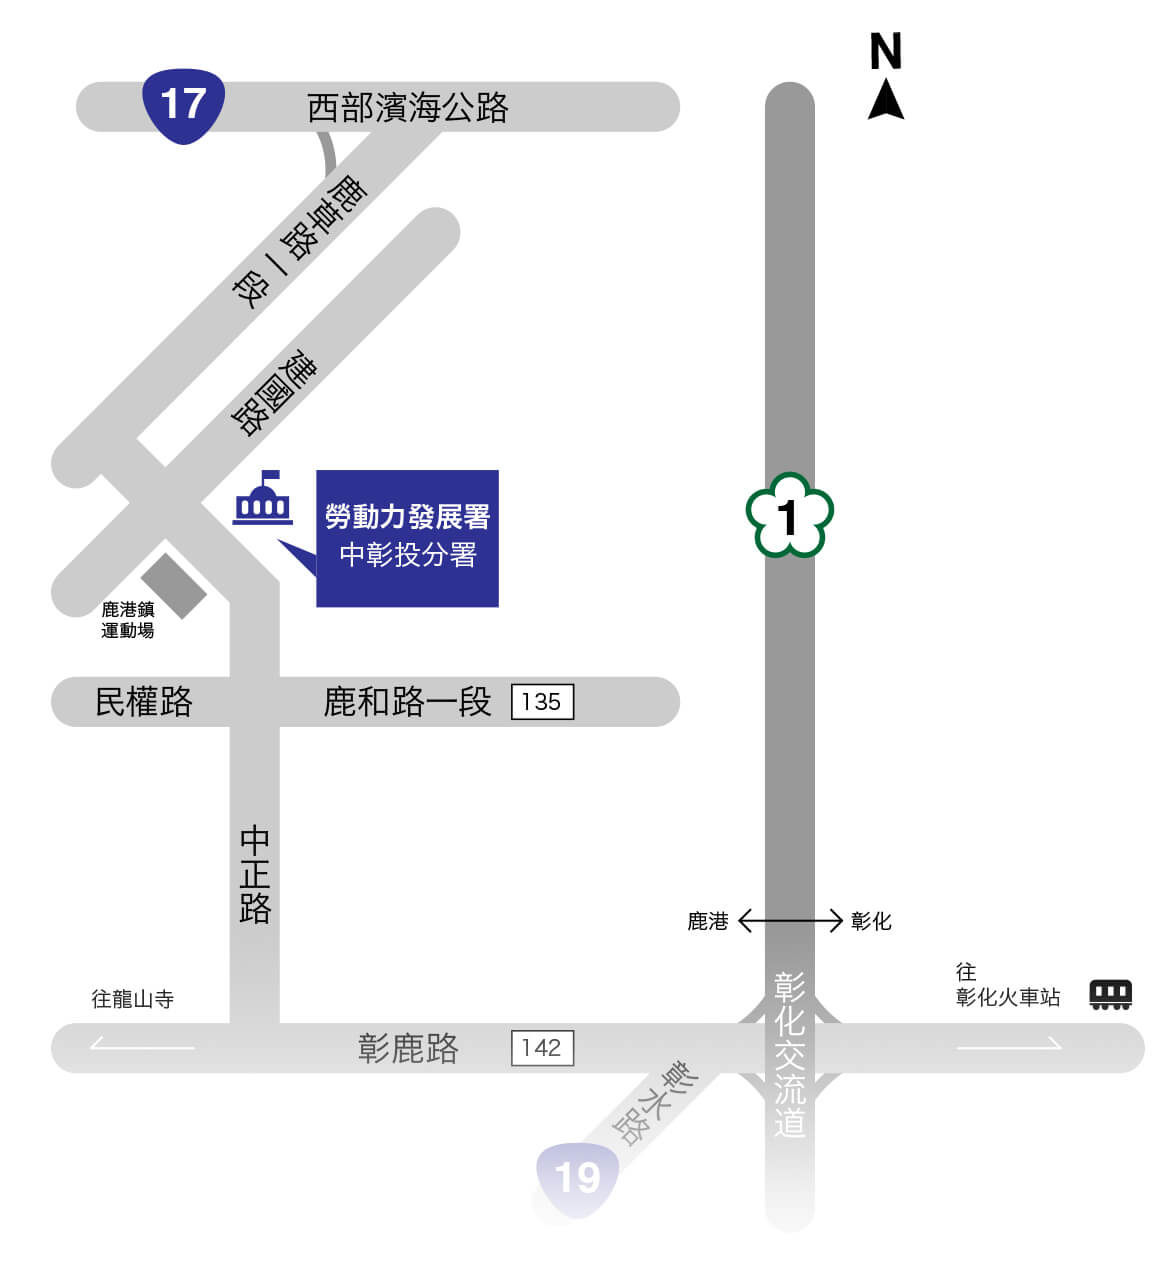 N
17
西部濱海公路
鹿草路一段
建國路
勞動力發展署
中彰投分署
1
鹿港鎮
運動場
民權路
鹿和路一段
135
中正路
鹿港
彰化
往
彰化火車站
往龍山寺
彰化交流道
彰鹿路
142
彰水路
19